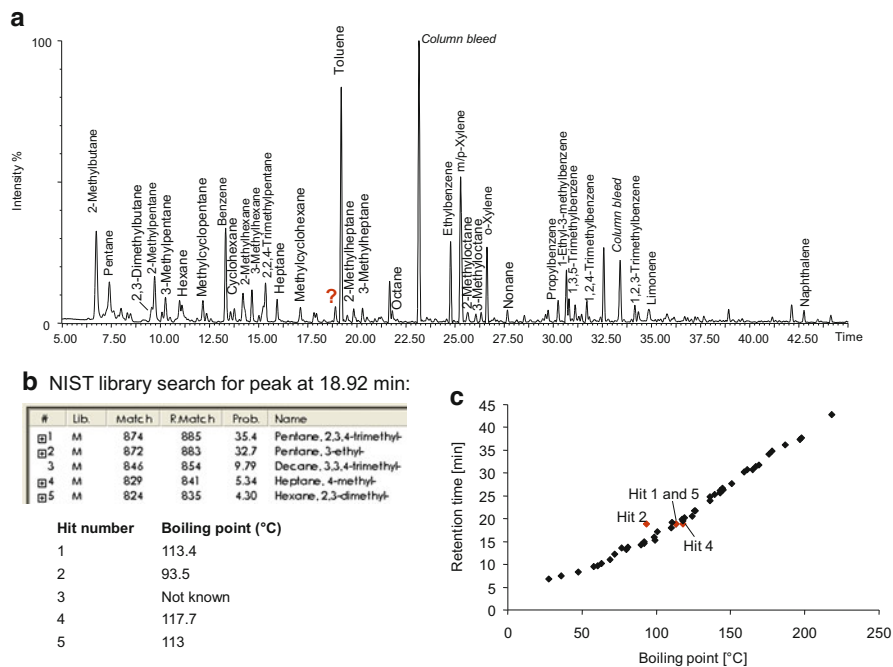 a
Intensity %
100
0
2-Methylbutane
Pentane
2,3-Dimethylbutane
2-Methylpentane
3-Methylpentane
Hexane
Methylcyclopentane
Benzene
Cyclohexane
2-Methylhexane
3-Methylhexane
2,2,4-Trimethylpentane
Heptane
Methylcyclohexane
?
Toluene
2-Methylheptane
3-Methylheptane
Octane
Column bleed
Ethylbenzene
m/p-Xylene
2-Methyloctane
3-Methyloctane
o-Xylene
Nonane
Propylbenzene
1-Ethyl-3-methylbenzene
1,3,5-Trimethylbenzene
1,2,4-Trimethylbenzene
Column bleed
1,2,3-Trimethylbenzene
Limonene
Naphthalene
5.00 7.50 10.00 12.50 15.00 17.50 20.00 22.50 25.00 27.50 30.00 32.50 35.00 37.50 40.00 42.50 Time
b NIST library search for peak at 18.92 min:
# Lib. Match R.Match Prob. Name
1 M 874 885 35.4 Pentane, 2,3,4-trimethyl-
2 M 872 883 32.7 Pentane, 3-ethyl-
3 M 846 854 9.79 Decane, 3,3,4-trimethyl-
4 M 829 841 5.34 Heptane, 4-methyl-
5 M 824 835 4.30 Hexane, 2,3-dimethyl-
Hit number Boiling point (°C)
1 113.4
2 93.5
3 Not known
4 117.7
5 113
c
Retention time [min]
45
40
35
30
25
20
15
10
5
0
Hit 1 and 5
Hit 2
Hit 4
0 50 100 150 200 250
Boiling point [°C]